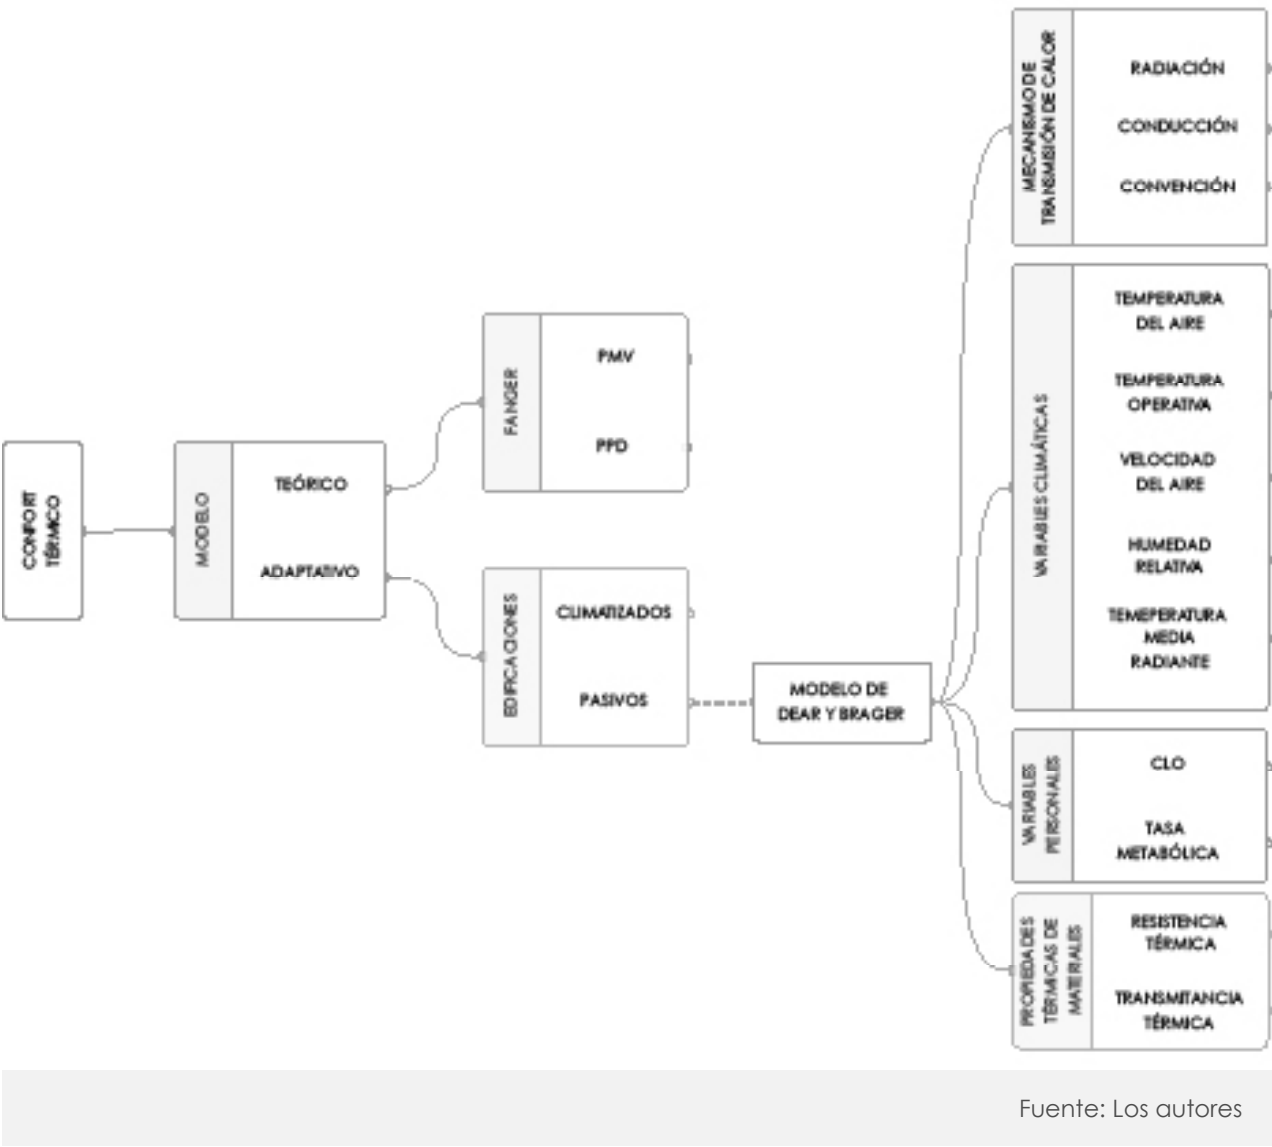 CONFORT
TÉRMICO
MODELO
TEÓRICO
ADAPTATIVO
FANGER
PMV
PPD
EDIFICACIONES
CLIMATIZADOS
PASIVOS
MODELO DE
DEAR Y BRAGER
MECANISMO DE
TRANSMISIÓN DE CALOR
RADIACIÓN
CONDUCCIÓN
CONVENCIÓN
VARIABLES CLIMÁTICAS
TEMPERATURA
DEL AIRE
TEMPERATURA
OPERATIVA
VELOCIDAD
DEL AIRE
HUMEDAD
RELATIVA
TEMEPERATURA
MEDIA
RADIANTE
VARIABLES
PERSONALES
CLO
TASA
METABÓLICA
PROPIEDADES
TÉRMICAS DE
MATERIALES
RESISTENCIA
TÉRMICA
TRANSMITANCIA
TÉRMICA
Fuente: Los autores